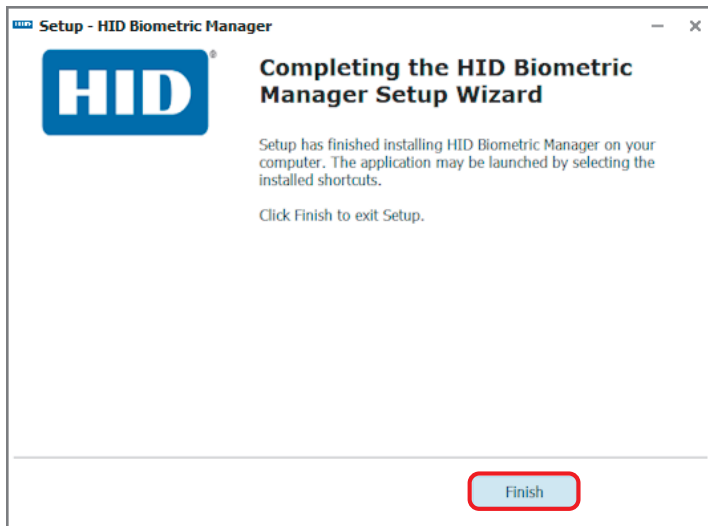 HID Setup - HID Biometric Manager
HID®
Completing the HID Biometric
Manager Setup Wizard
Setup has finished installing HID Biometric Manager on your
computer. The application may be launched by selecting the
installed shortcuts.
Click Finish to exit Setup.
Finish